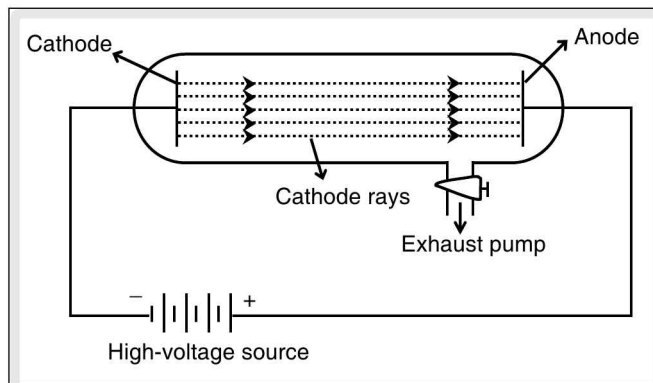 Cathode
Anode
Cathode rays
Exhaust pump
– +
High-voltage source